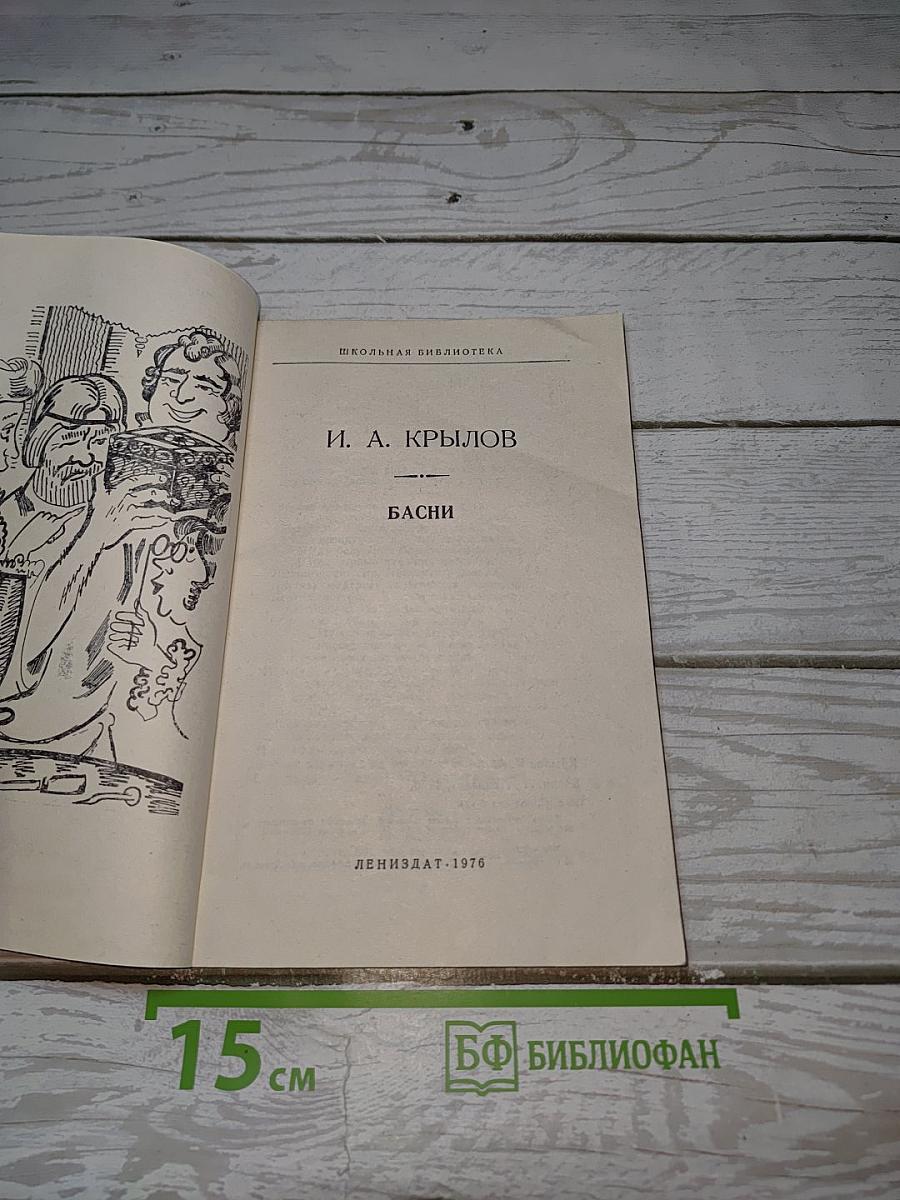 ШКОЛЬНАЯ БИБЛИОТЕКА
И. А. КРЫЛОВ
БАСНИ
ЛЕНИЗДАТ · 1976
15 см
БФ БИБЛИОФАН